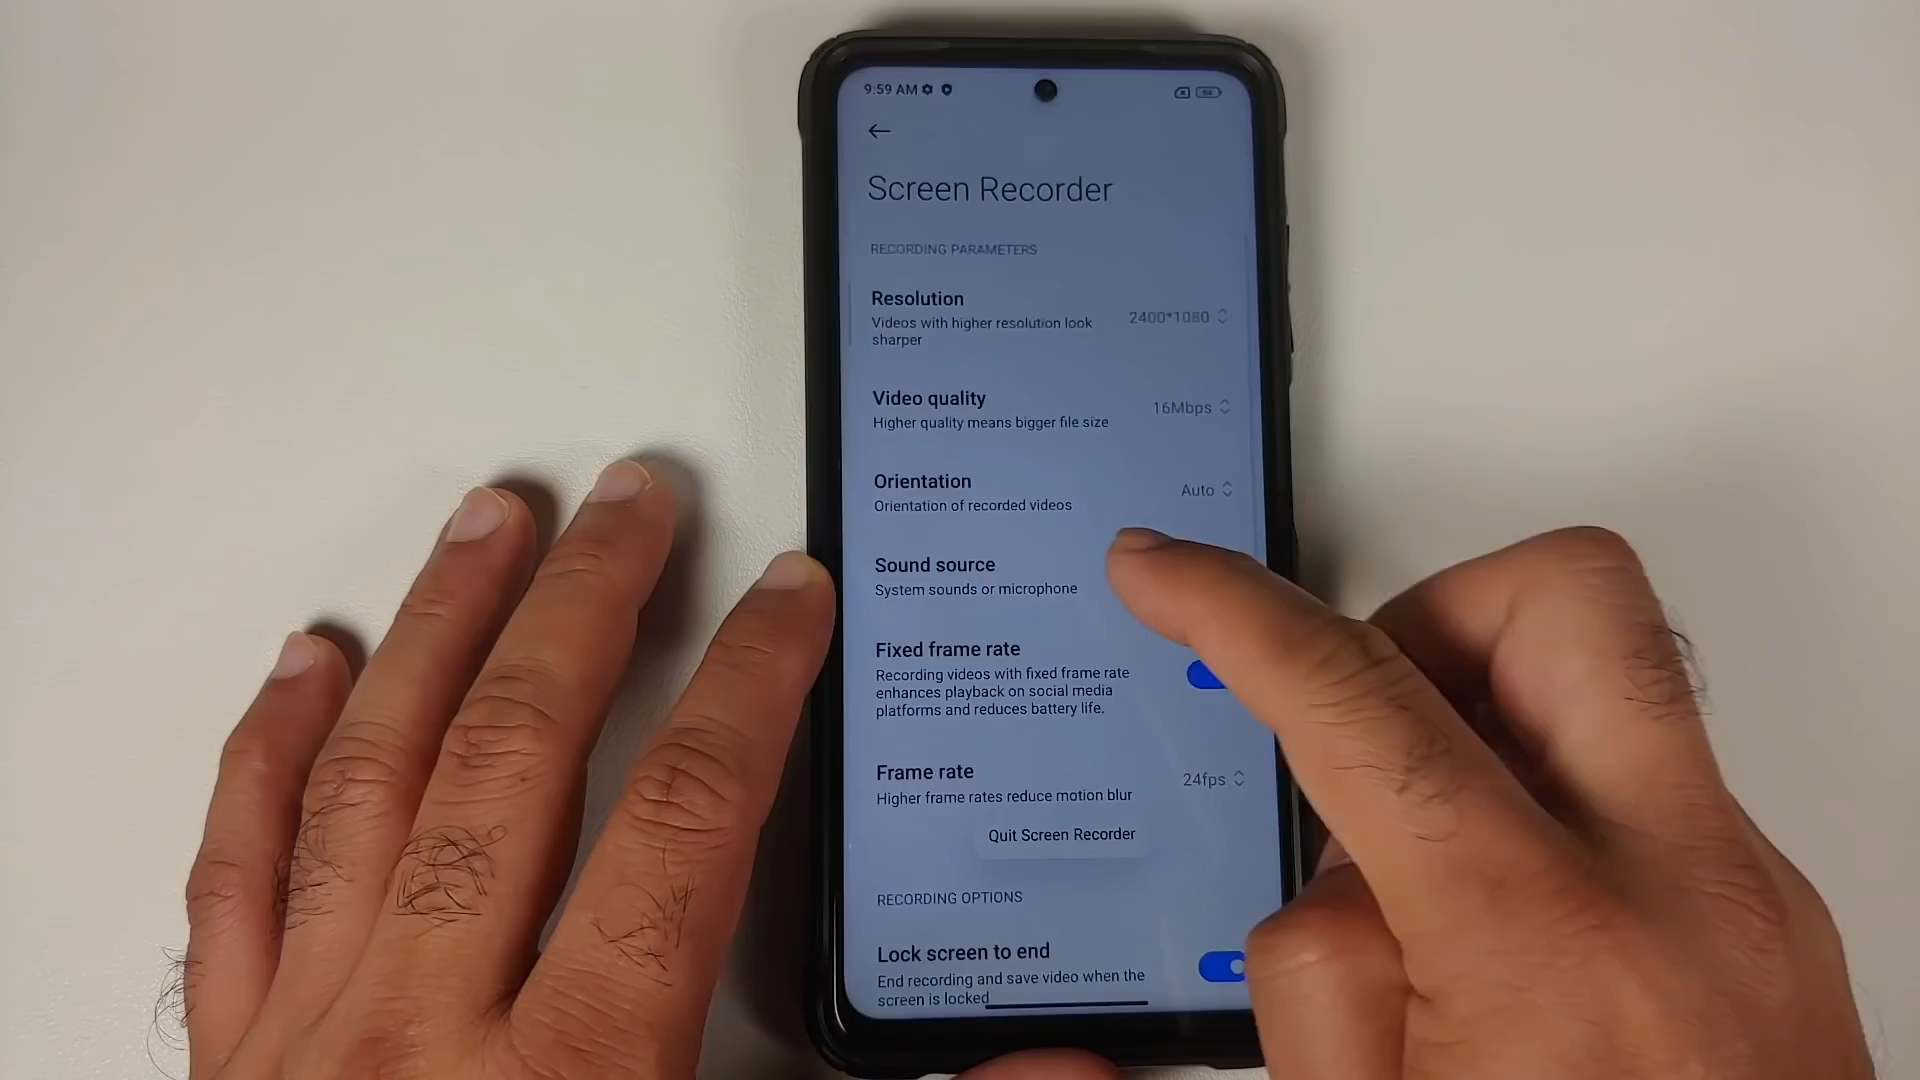 9:59 AM
64
Screen Recorder
RECORDING PARAMETERS
Resolution
Videos with higher resolution look
sharper
2400*1080
Video quality
Higher quality means bigger file size
16Mbps
Orientation
Orientation of recorded videos
Auto
Sound source
System sounds or microphone
Fixed frame rate
Recording videos with fixed frame rate
enhances playback on social media
platforms and reduces battery life.
Frame rate
Higher frame rates reduce motion blur
24fps
Quit Screen Recorder
RECORDING OPTIONS
Lock screen to end
End recording and save video when the
screen is locked